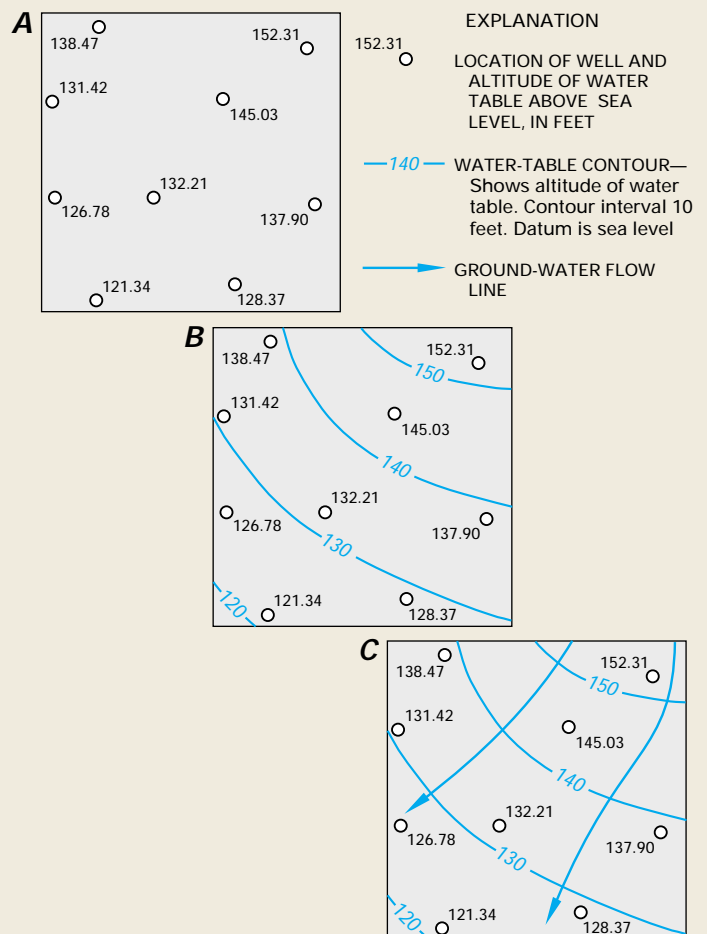 A
138.47
152.31
131.42
145.03
126.78
132.21
137.90
121.34
128.37
EXPLANATION
152.31
LOCATION OF WELL AND
ALTITUDE OF WATER
TABLE ABOVE SEA
LEVEL, IN FEET
140
WATER-TABLE CONTOUR—
Shows altitude of water
table. Contour interval 10
feet. Datum is sea level
GROUND-WATER FLOW
LINE
B
138.47
152.31
150
131.42
145.03
140
126.78
132.21
137.90
130
120
121.34
128.37
C
138.47
152.31
150
131.42
145.03
140
126.78
132.21
137.90
130
120
121.34
128.37